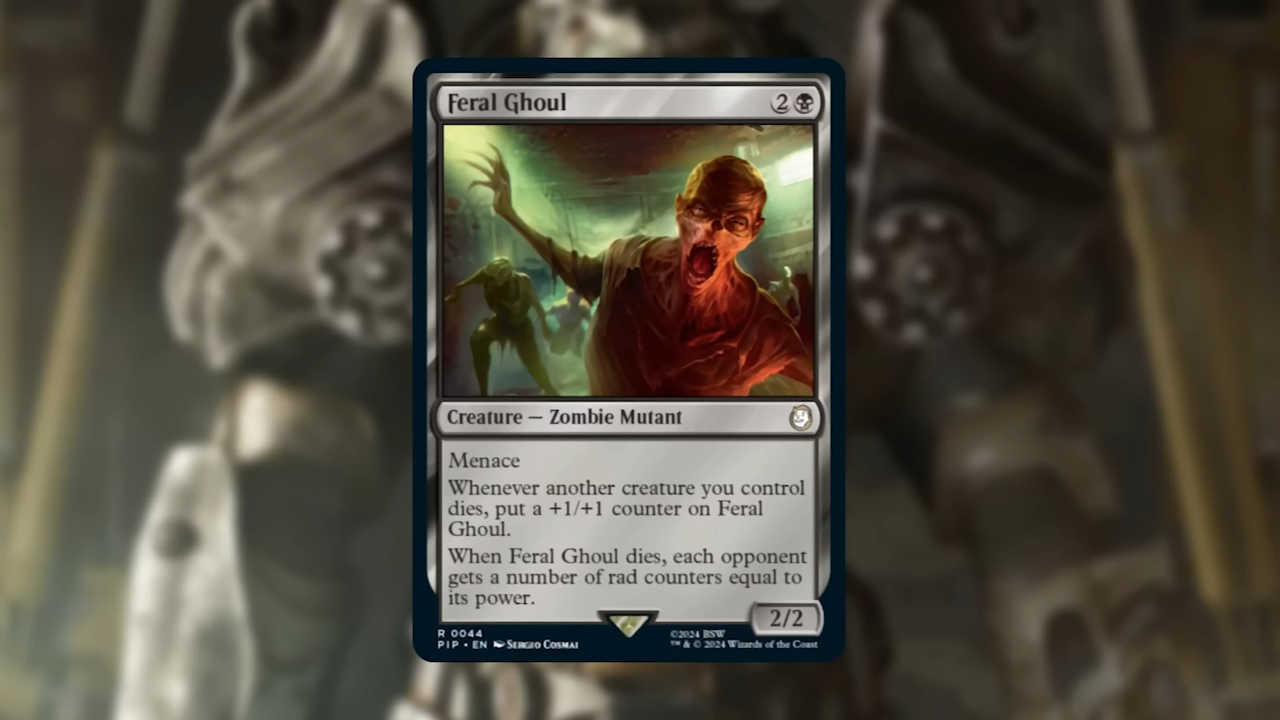 Feral Ghoul 2
Creature — Zombie Mutant
Menace
Whenever another creature you control
dies, put a +1/+1 counter on Feral
Ghoul.
When Feral Ghoul dies, each opponent
gets a number of rad counters equal to
its power.
2/2
R 0044
PIP • EN Sergio Cosmai
©2024 BSW
™ & © 2024 Wizards of the Coast